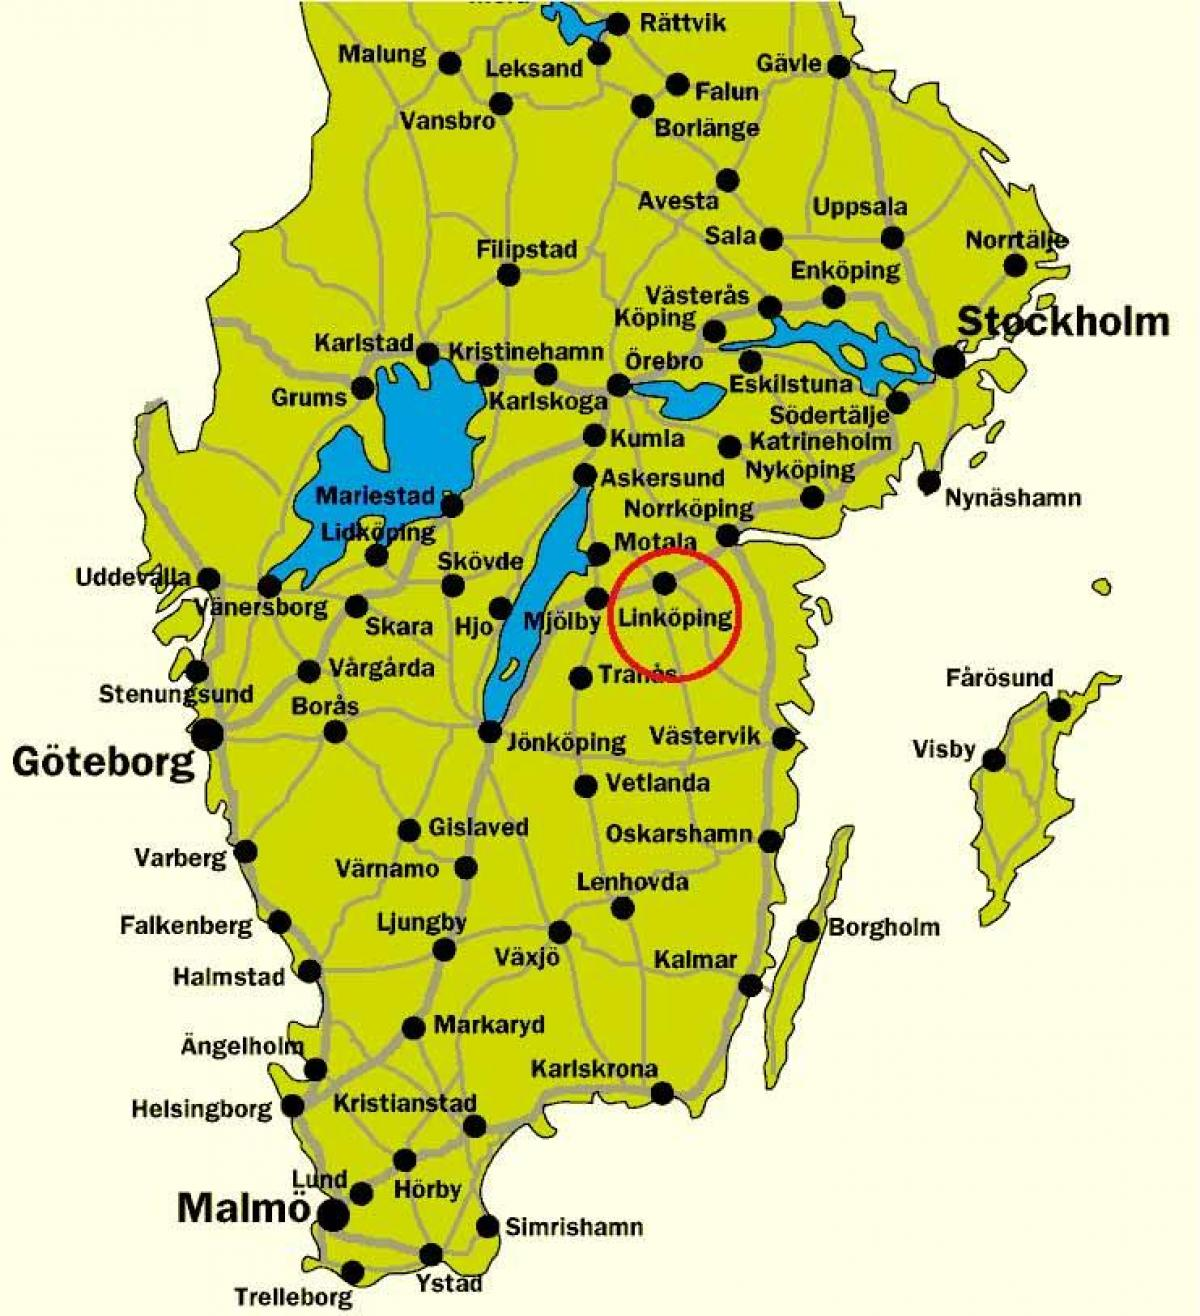 Rättvik
Malung
Leksand
Gävle
Falun
Vansbro
Borlänge
Avesta
Uppsala
Sala
Norrtälje
Filipstad
Enköping
Västerås
Köping
Stockholm
Karlstad
Kristinehamn
Örebro
Grums
Karlskoga
Eskilstuna
Södertälje
Kumla
Katrineholm
Nyköping
Askersund
Mariestad
Nynäshamn
Norrköping
Lidköping
Motala
Skövde
Uddevalla
Vänersborg
Skara
Hjo
Mjölby
Linköping
Vårgårda
Tranås
Fårösund
Stenungsund
Borås
Jönköping
Västervik
Visby
Göteborg
Vetlanda
Gislaved
Oskarshamn
Varberg
Värnamo
Lenhovda
Ljungby
Falkenberg
Borgholm
Växjö
Kalmar
Halmstad
Markaryd
Ängelholm
Karlskrona
Kristianstad
Helsingborg
Lund
Hörby
Malmö
Simrishamn
Ystad
Trelleborg